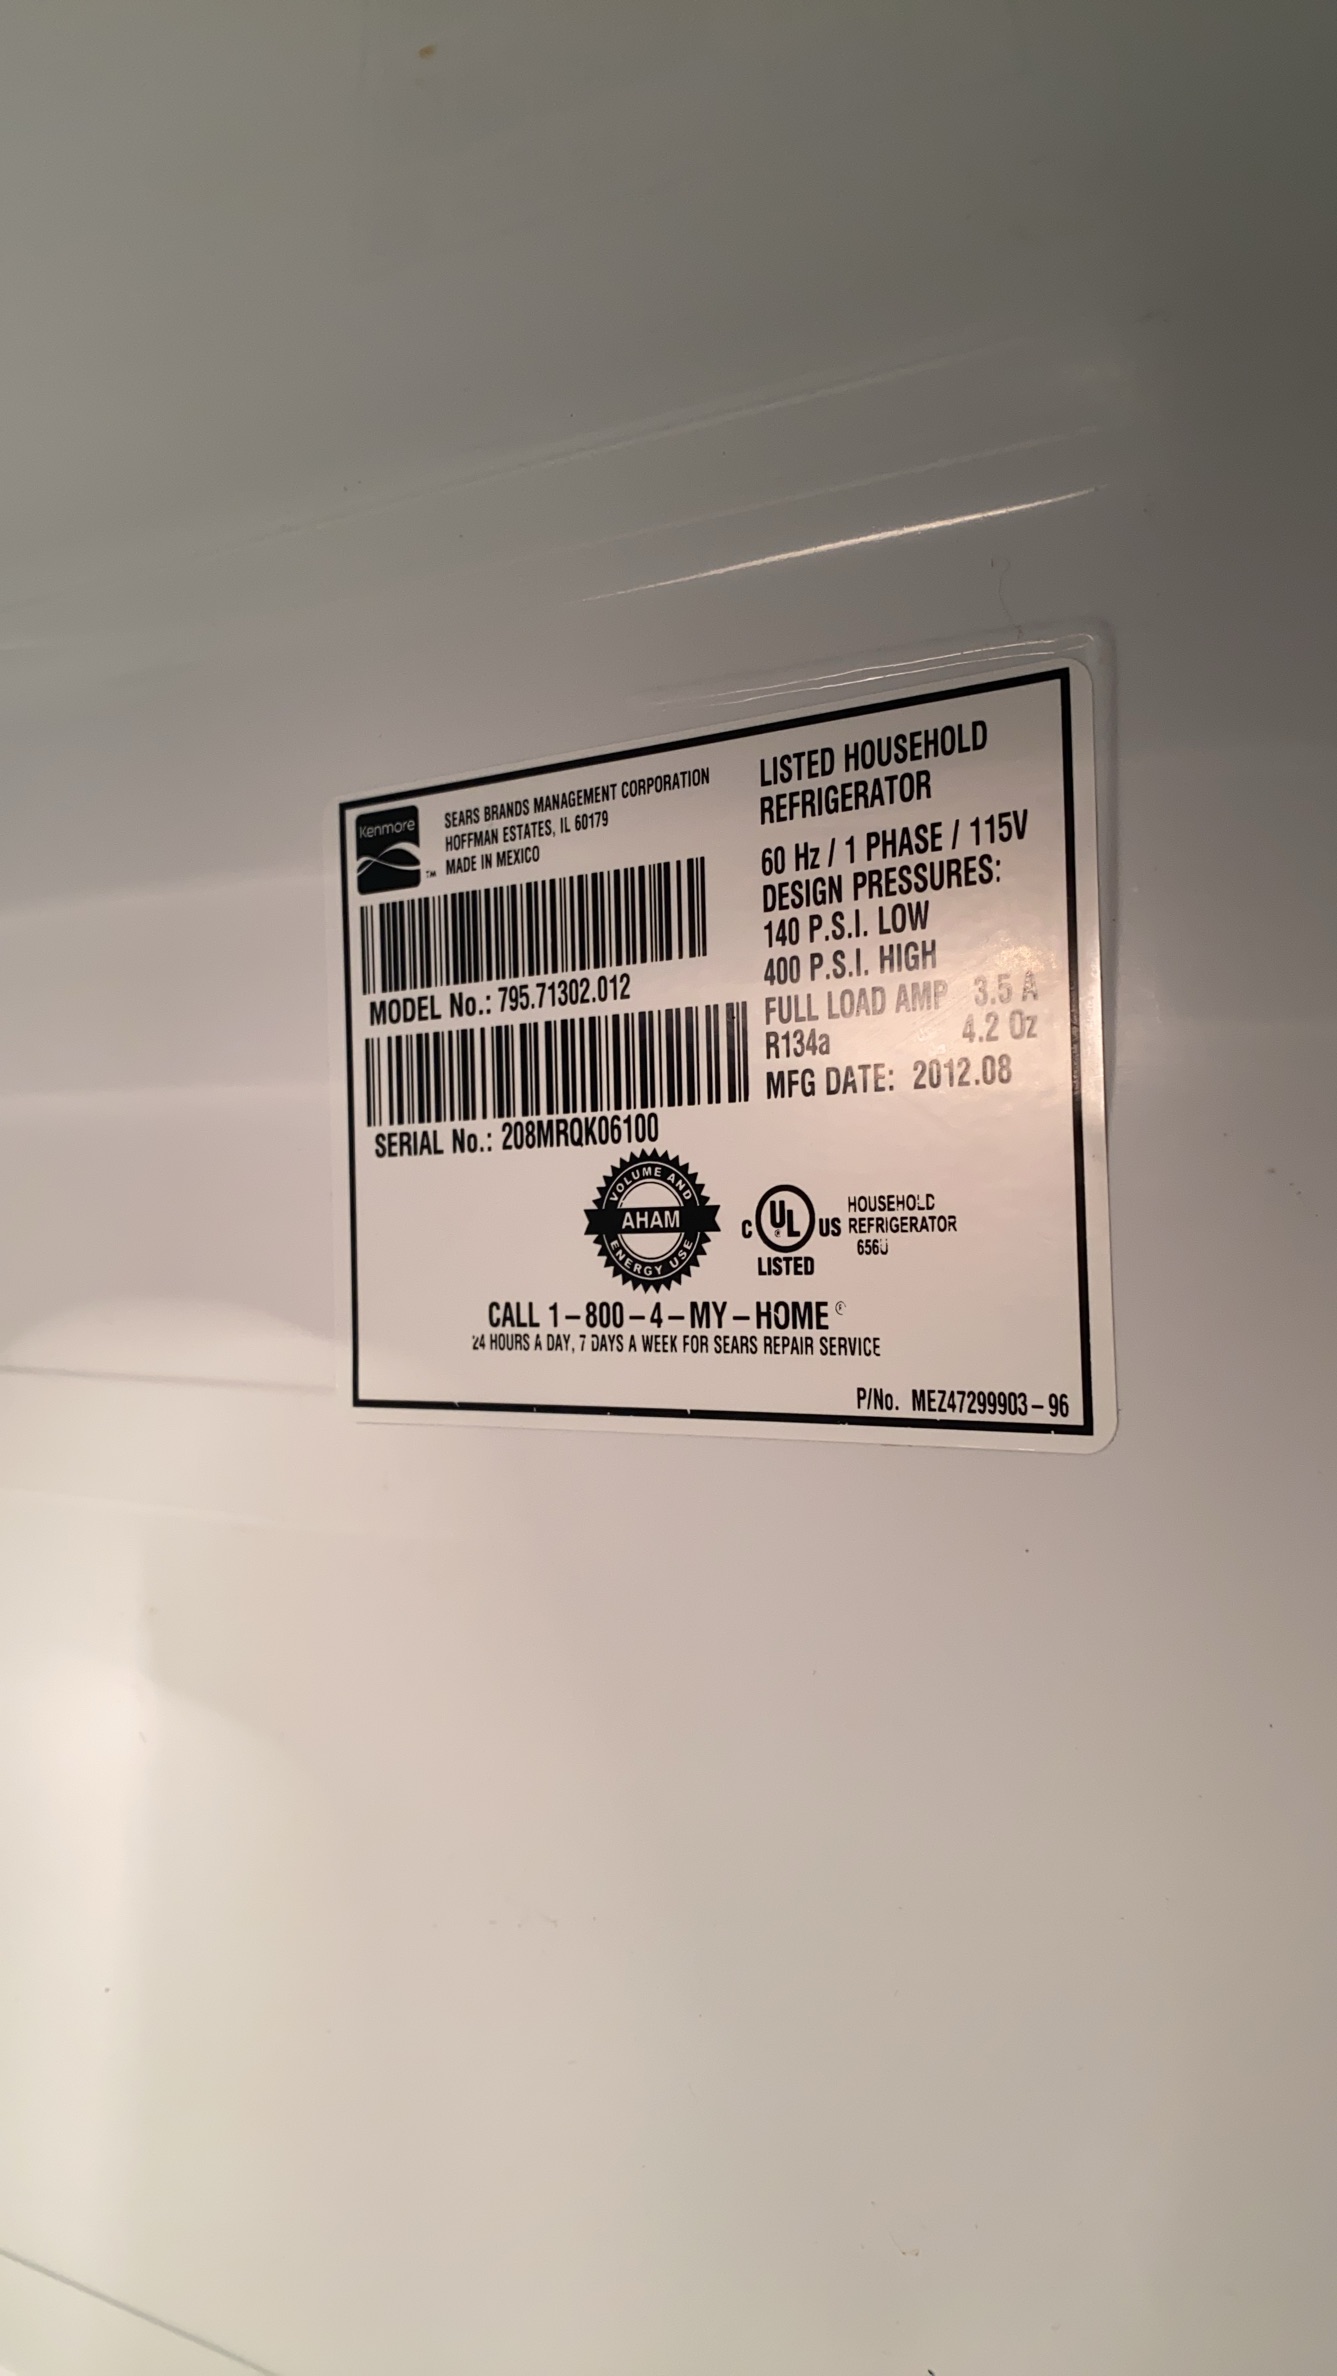 Kenmore
™
SEARS BRANDS MANAGEMENT CORPORATION
HOFFMAN ESTATES, IL 60179
MADE IN MEXICO
MODEL No.: 795.71302.012
SERIAL No.: 208MRQK06100
LISTED HOUSEHOLD
REFRIGERATOR
60 Hz / 1 PHASE / 115V
DESIGN PRESSURES:
140 P.S.I. LOW
400 P.S.I. HIGH
FULL LOAD AMP 3.5 A
R134a 4.2 Oz
MFG DATE: 2012.08
VOLUME AND
AHAM
ENERGY USE
C UL ® US
LISTED
HOUSEHOLD
REFRIGERATOR
656U
CALL 1-800-4-MY-HOME®
24 HOURS A DAY, 7 DAYS A WEEK FOR SEARS REPAIR SERVICE
P/No. MEZ47299903-96